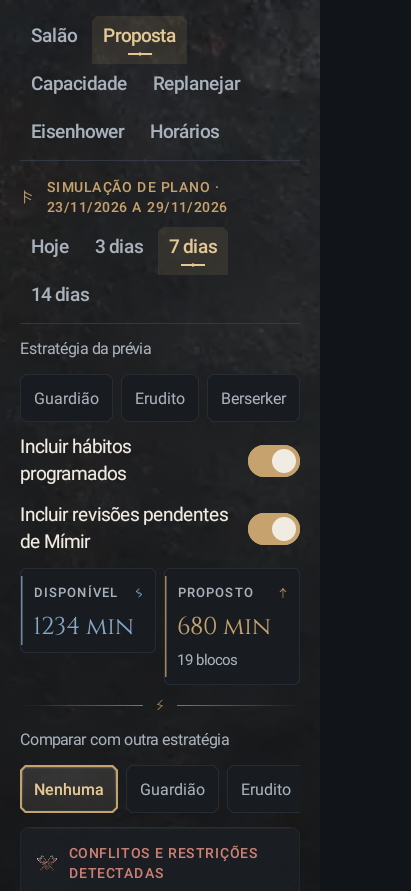 Salão Proposta
Capacidade Replanejar
Eisenhower Horários
SIMULAÇÃO DE PLANO ·
23/11/2026 A 29/11/2026
Hoje 3 dias 7 dias
14 dias
Estratégia da prévia
Guardião Erudito Berserker
Incluir hábitos
programados
Incluir revisões pendentes
de Mímir
DISPONÍVEL PROPOSTO
1234 MIN 680 MIN
19 blocos
Comparar com outra estratégia
Nenhuma Guardião Erudito
CONFLITOS E RESTRIÇÕES
DETECTADAS